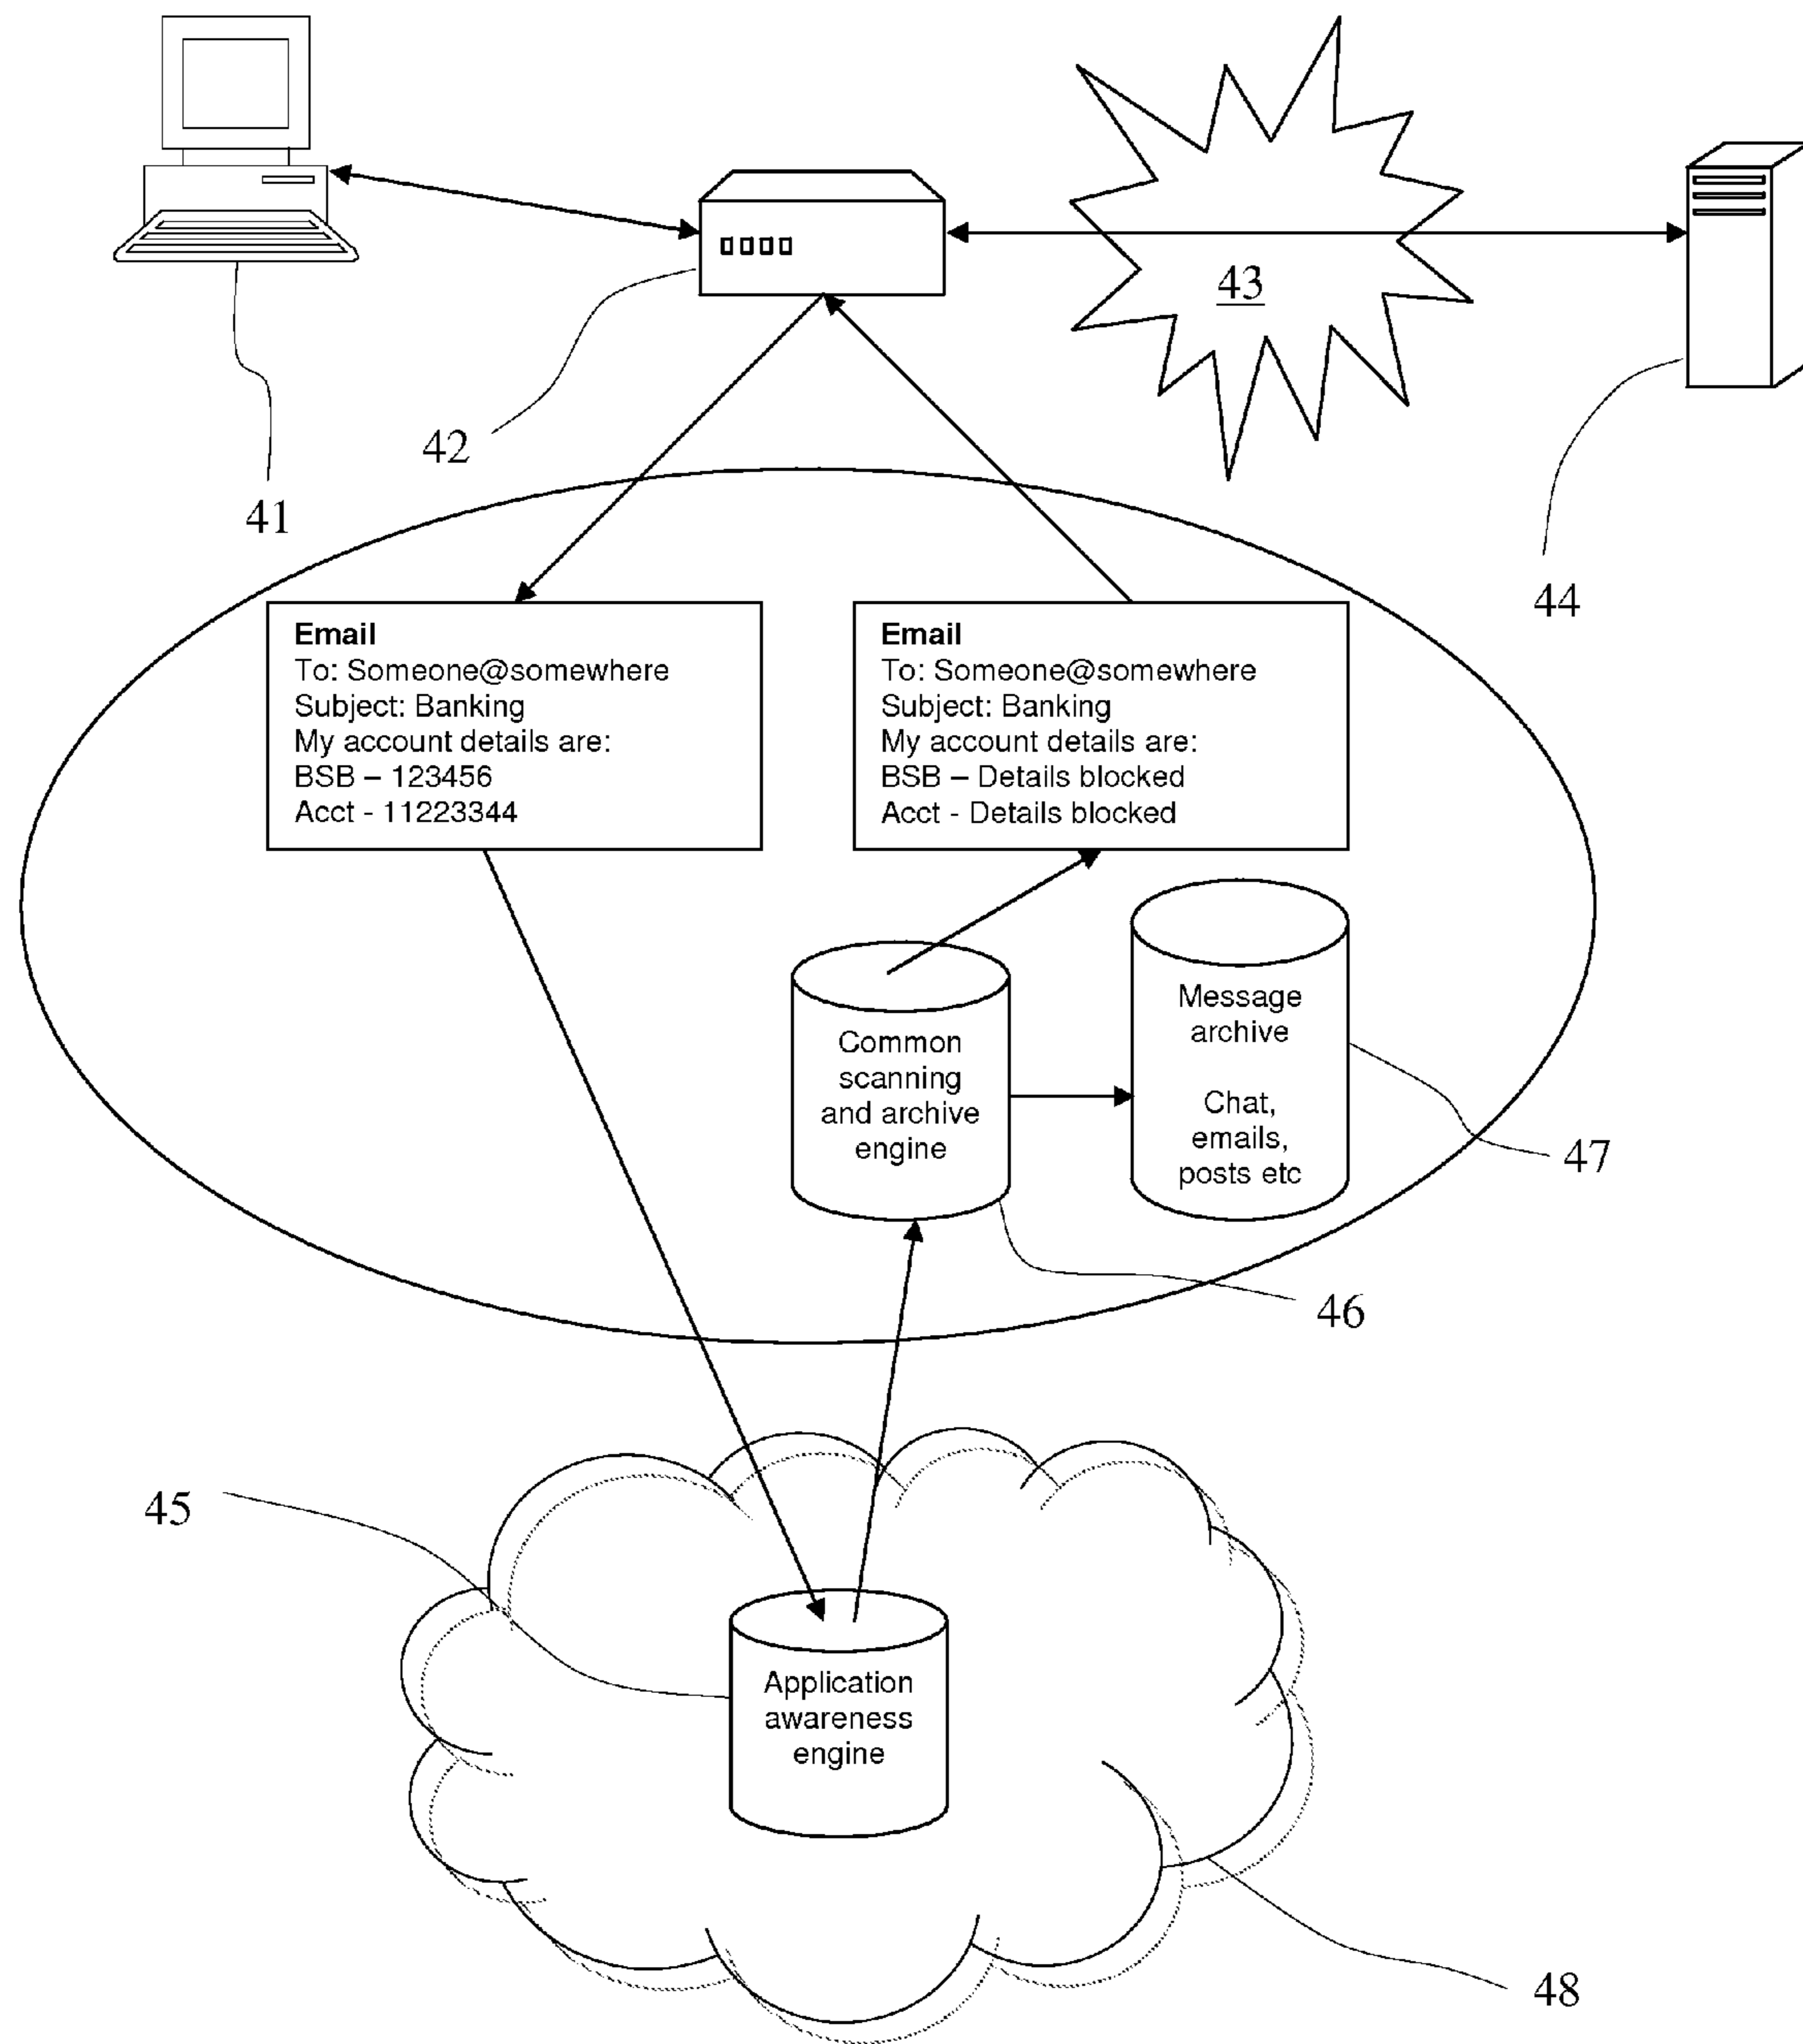 43
42
41
44
Email
To: Someone@somewhere
Subject: Banking
My account details are:
BSB – 123456
Acct - 11223344
Email
To: Someone@somewhere
Subject: Banking
My account details are:
BSB – Details blocked
Acct - Details blocked
Common
scanning
and archive
engine
Message
archive
Chat,
emails,
posts etc
47
46
45
Application
awareness
engine
48